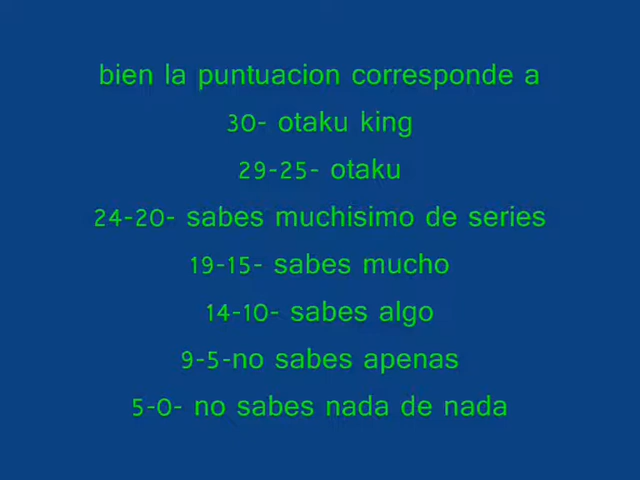 bien la puntuacion corresponde a
30- otaku king
29-25- otaku
24-20- sabes muchisimo de series
19-15- sabes mucho
14-10- sabes algo
9-5-no sabes apenas
5-0- no sabes nada de nada